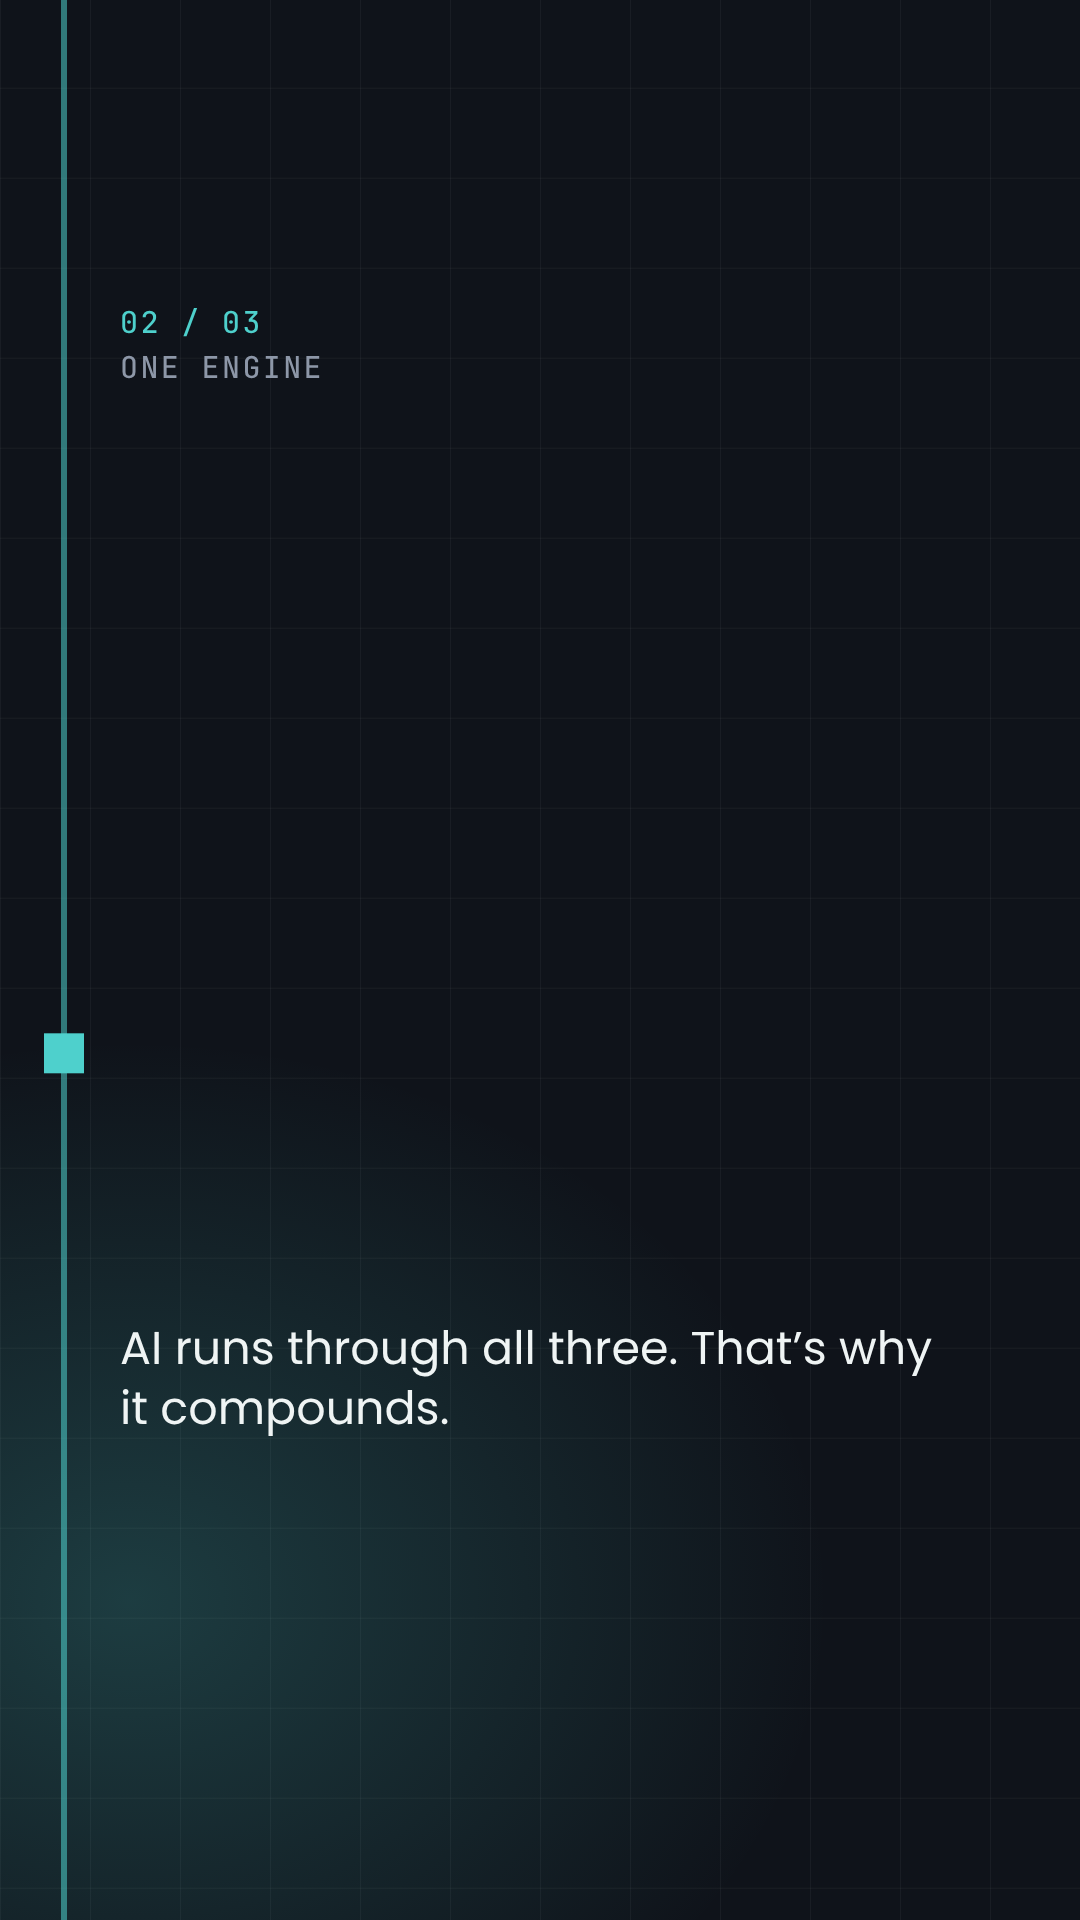 02 / 03
ONE ENGINE
AI runs through all three. That’s why
it compounds.